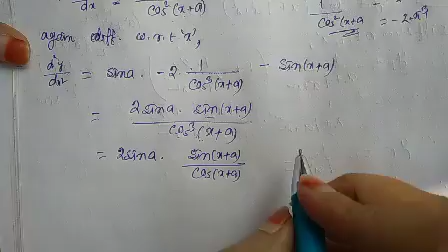 dx cos²(x+a)
1/cos²(x+a) = -2x⁻³
again diff. w.r.t 'x',
d²y/dx² = sina . -2 . 1/cos³(x+a) - sin(x+a)
= 2sina . sin(x+a)/cos³(x+a)
= 2sina . sin(x+a)/cos(x+a)